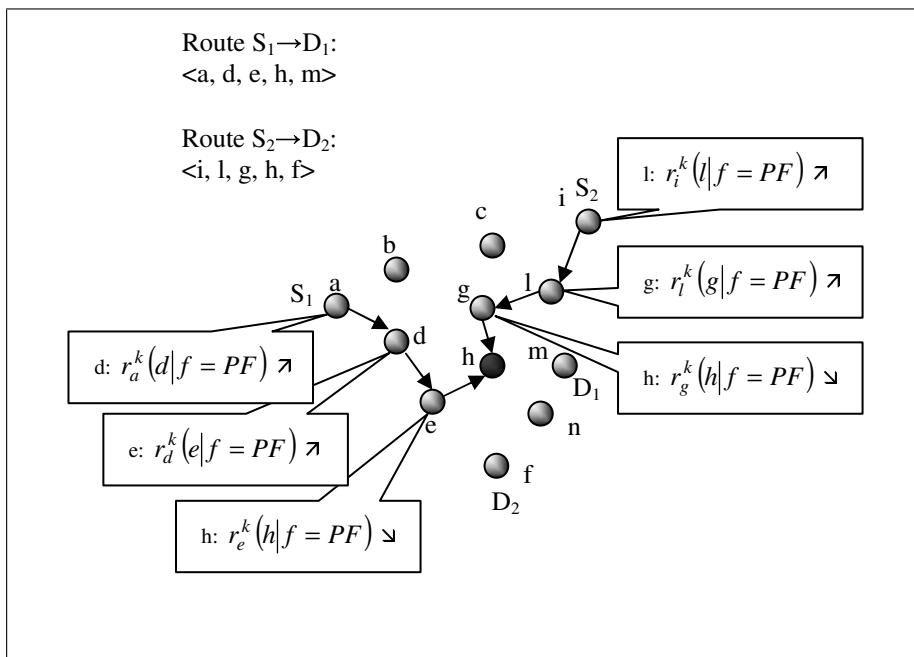 Route S₁→D₁:
<a, d, e, h, m>
Route S₂→D₂:
<i, l, g, h, f>
l: r_i^k(l|f = PF) ↗
i S₂
c
b
g: r_l^k(g|f = PF) ↗
l
S₁ a
g
d
h
m
D₁
d: r_a^k(d|f = PF) ↗
h: r_g^k(h|f = PF) ↘
e
n
e: r_d^k(e|f = PF) ↗
f
D₂
h: r_e^k(h|f = PF) ↘